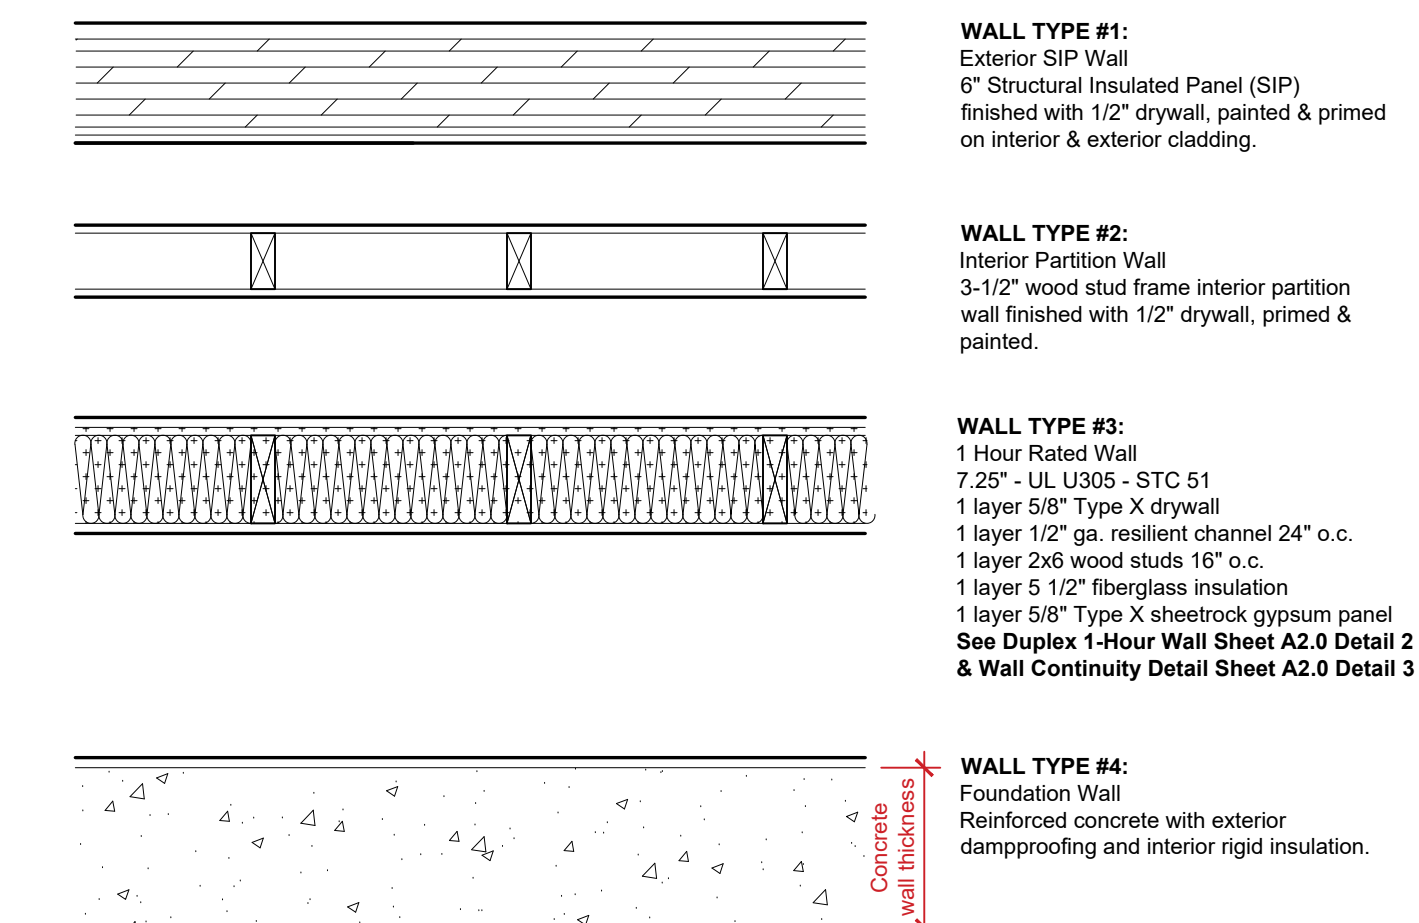 WALL TYPE #1:
Exterior SIP Wall
6" Structural Insulated Panel (SIP)
finished with 1/2" drywall, painted & primed
on interior & exterior cladding.
WALL TYPE #2:
Interior Partition Wall
3-1/2" wood stud frame interior partition
wall finished with 1/2" drywall, primed &
painted.
WALL TYPE #3:
1 Hour Rated Wall
7.25" - UL U305 - STC 51
1 layer 5/8" Type X drywall
1 layer 1/2" ga. resilient channel 24" o.c.
1 layer 2x6 wood studs 16" o.c.
1 layer 5 1/2" fiberglass insulation
1 layer 5/8" Type X sheetrock gypsum panel
See Duplex 1-Hour Wall Sheet A2.0 Detail 2
& Wall Continuity Detail Sheet A2.0 Detail 3
Concrete
wall thickness
WALL TYPE #4:
Foundation Wall
Reinforced concrete with exterior
dampproofing and interior rigid insulation.